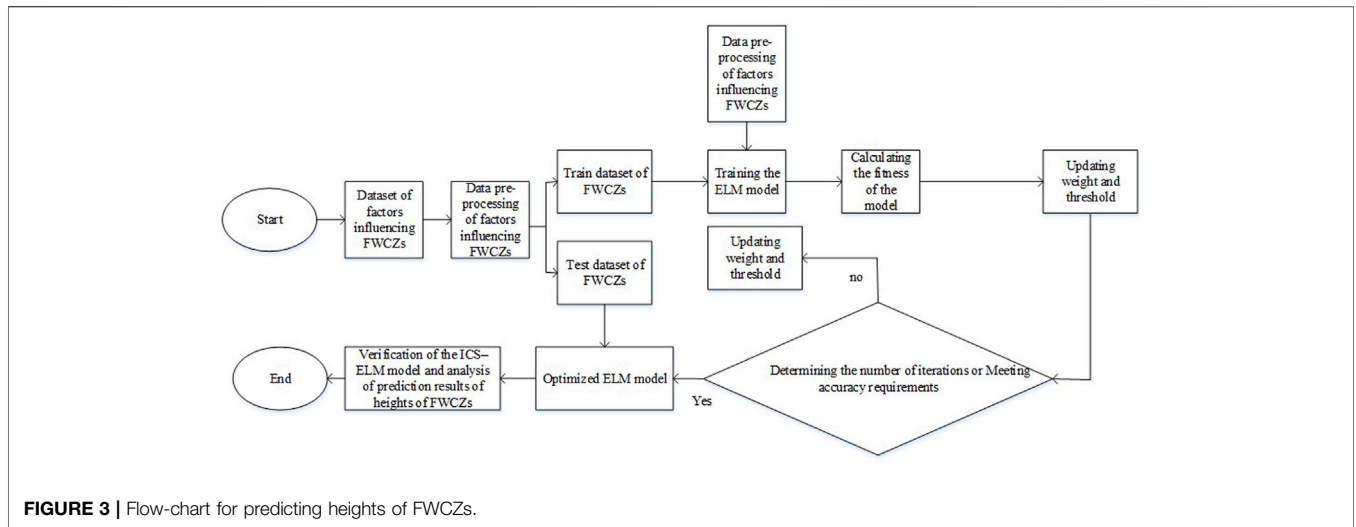 Data pre-
processing
of factors
influencing
FWCZs
Start
Dataset of
factors
influencing
FWCZs
Data pre-
processing
of factors
influencing
FWCZs
Train dataset of
FWCZs
Training the
ELM model
Calculating
the fitness
of the
model
Updating
weight and
threshold
Test dataset of
FWCZs
Updating
weight and
threshold
no
Determining the number of iterations or Meeting
accuracy requirements
Yes
Optimized ELM model
Verification of the ICS–
ELM model and analysis
of prediction results of
heights of FWCZs
End
FIGURE 3 | Flow-chart for predicting heights of FWCZs.